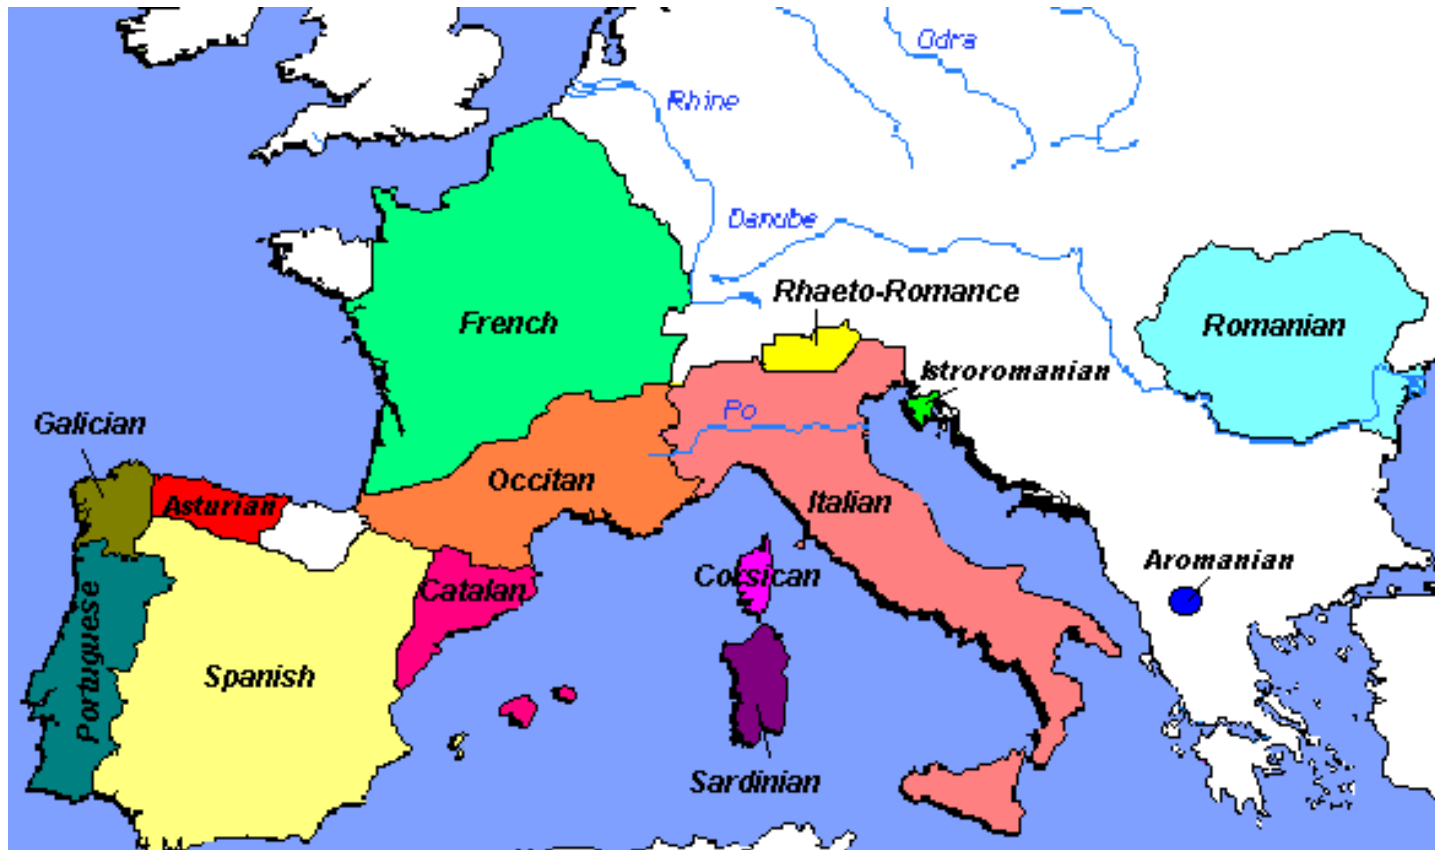 Odra
Rhine
Danube
Rhaeto-Romance
French
Romanian
Istroromanian
Po
Galician
Occitan
Asturian
Italian
Aromanian
Corsican
Catalan
Portuguese
Spanish
Sardinian